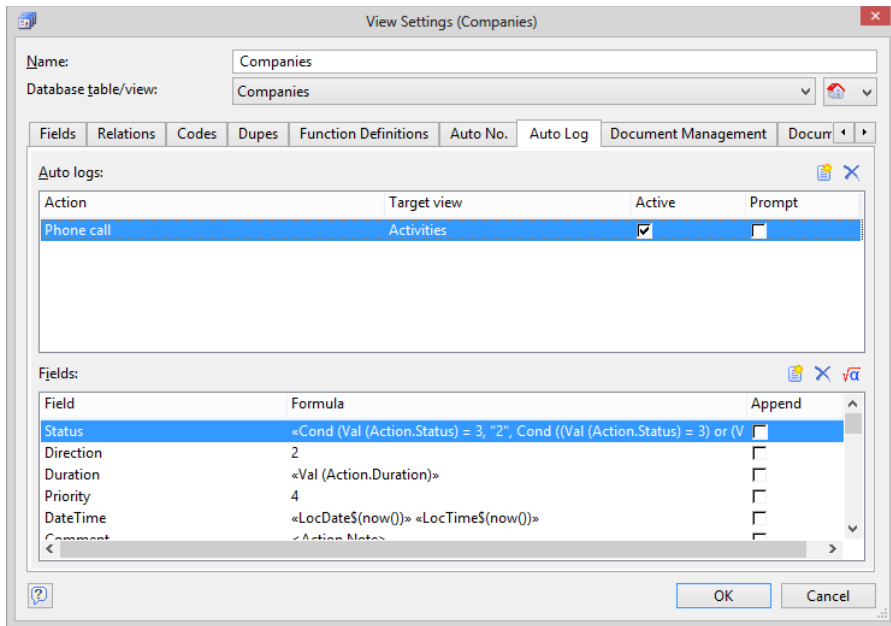 View Settings (Companies)
Name: Companies
Database table/view: Companies
Fields Relations Codes Dupes Function Definitions Auto No. Auto Log Document Management Docum
Auto logs:
Action Target view Active Prompt
Phone call Activities
Fields:
Field Formula Append
Status «Cond (Val (Action.Status) = 3, "2", Cond ((Val (Action.Status) = 3) or (V
Direction 2
Duration «Val (Action.Duration)»
Priority 4
DateTime «LocDate$(now())» «LocTime$(now())»
Comment <Action.Note>
OK Cancel